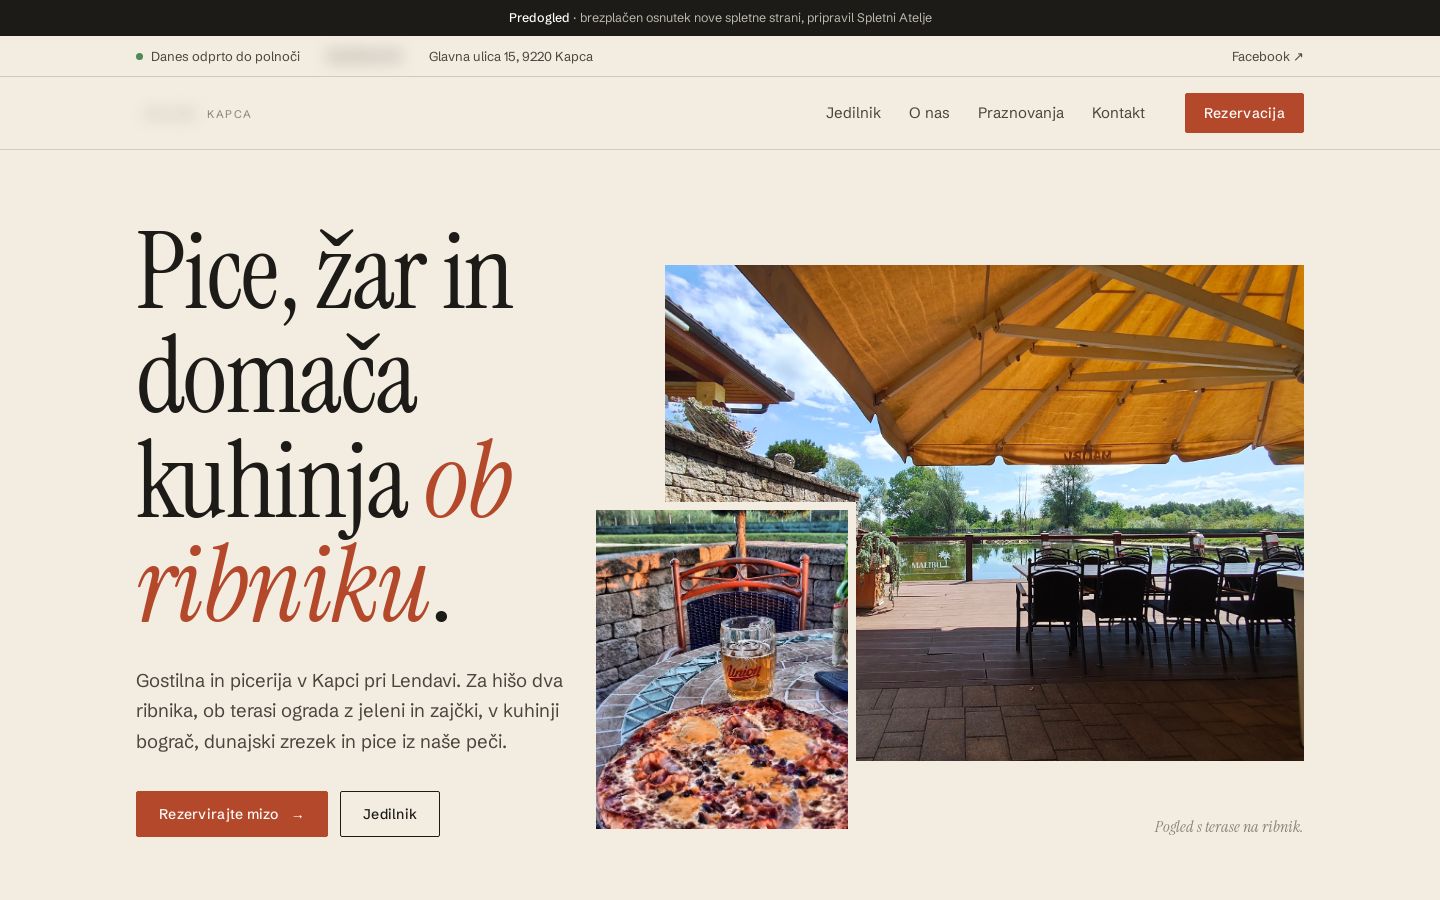 Predogled · brezplačen osnutek nove spletne strani, pripravil Spletni Atelje
Danes odprto do polnoči
Glavna ulica 15, 9220 Kapca
Facebook ↗
KAPCA
Jedilnik
O nas
Praznovanja
Kontakt
Rezervacija
Pice, žar in
domača
kuhinja ob
ribniku.
Gostilna in picerija v Kapci pri Lendavi. Za hišo dva
ribnika, ob terasi ograda z jeleni in zajčki, v kuhinji
bograč, dunajski zrezek in pice iz naše peči.
Rezervirajte mizo →
Jedilnik
MALIBU
Union
Pogled s terase na ribnik.